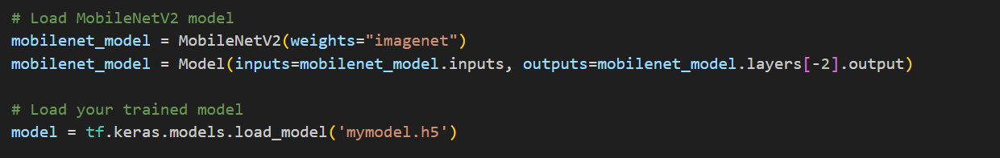 # Load MobileNetV2 model
mobilenet_model = MobileNetV2(weights="imagenet")
mobilenet_model = Model(inputs=mobilenet_model.inputs, outputs=mobilenet_model.layers[-2].output)
# Load your trained model
model = tf.keras.models.load_model('mymodel.h5')